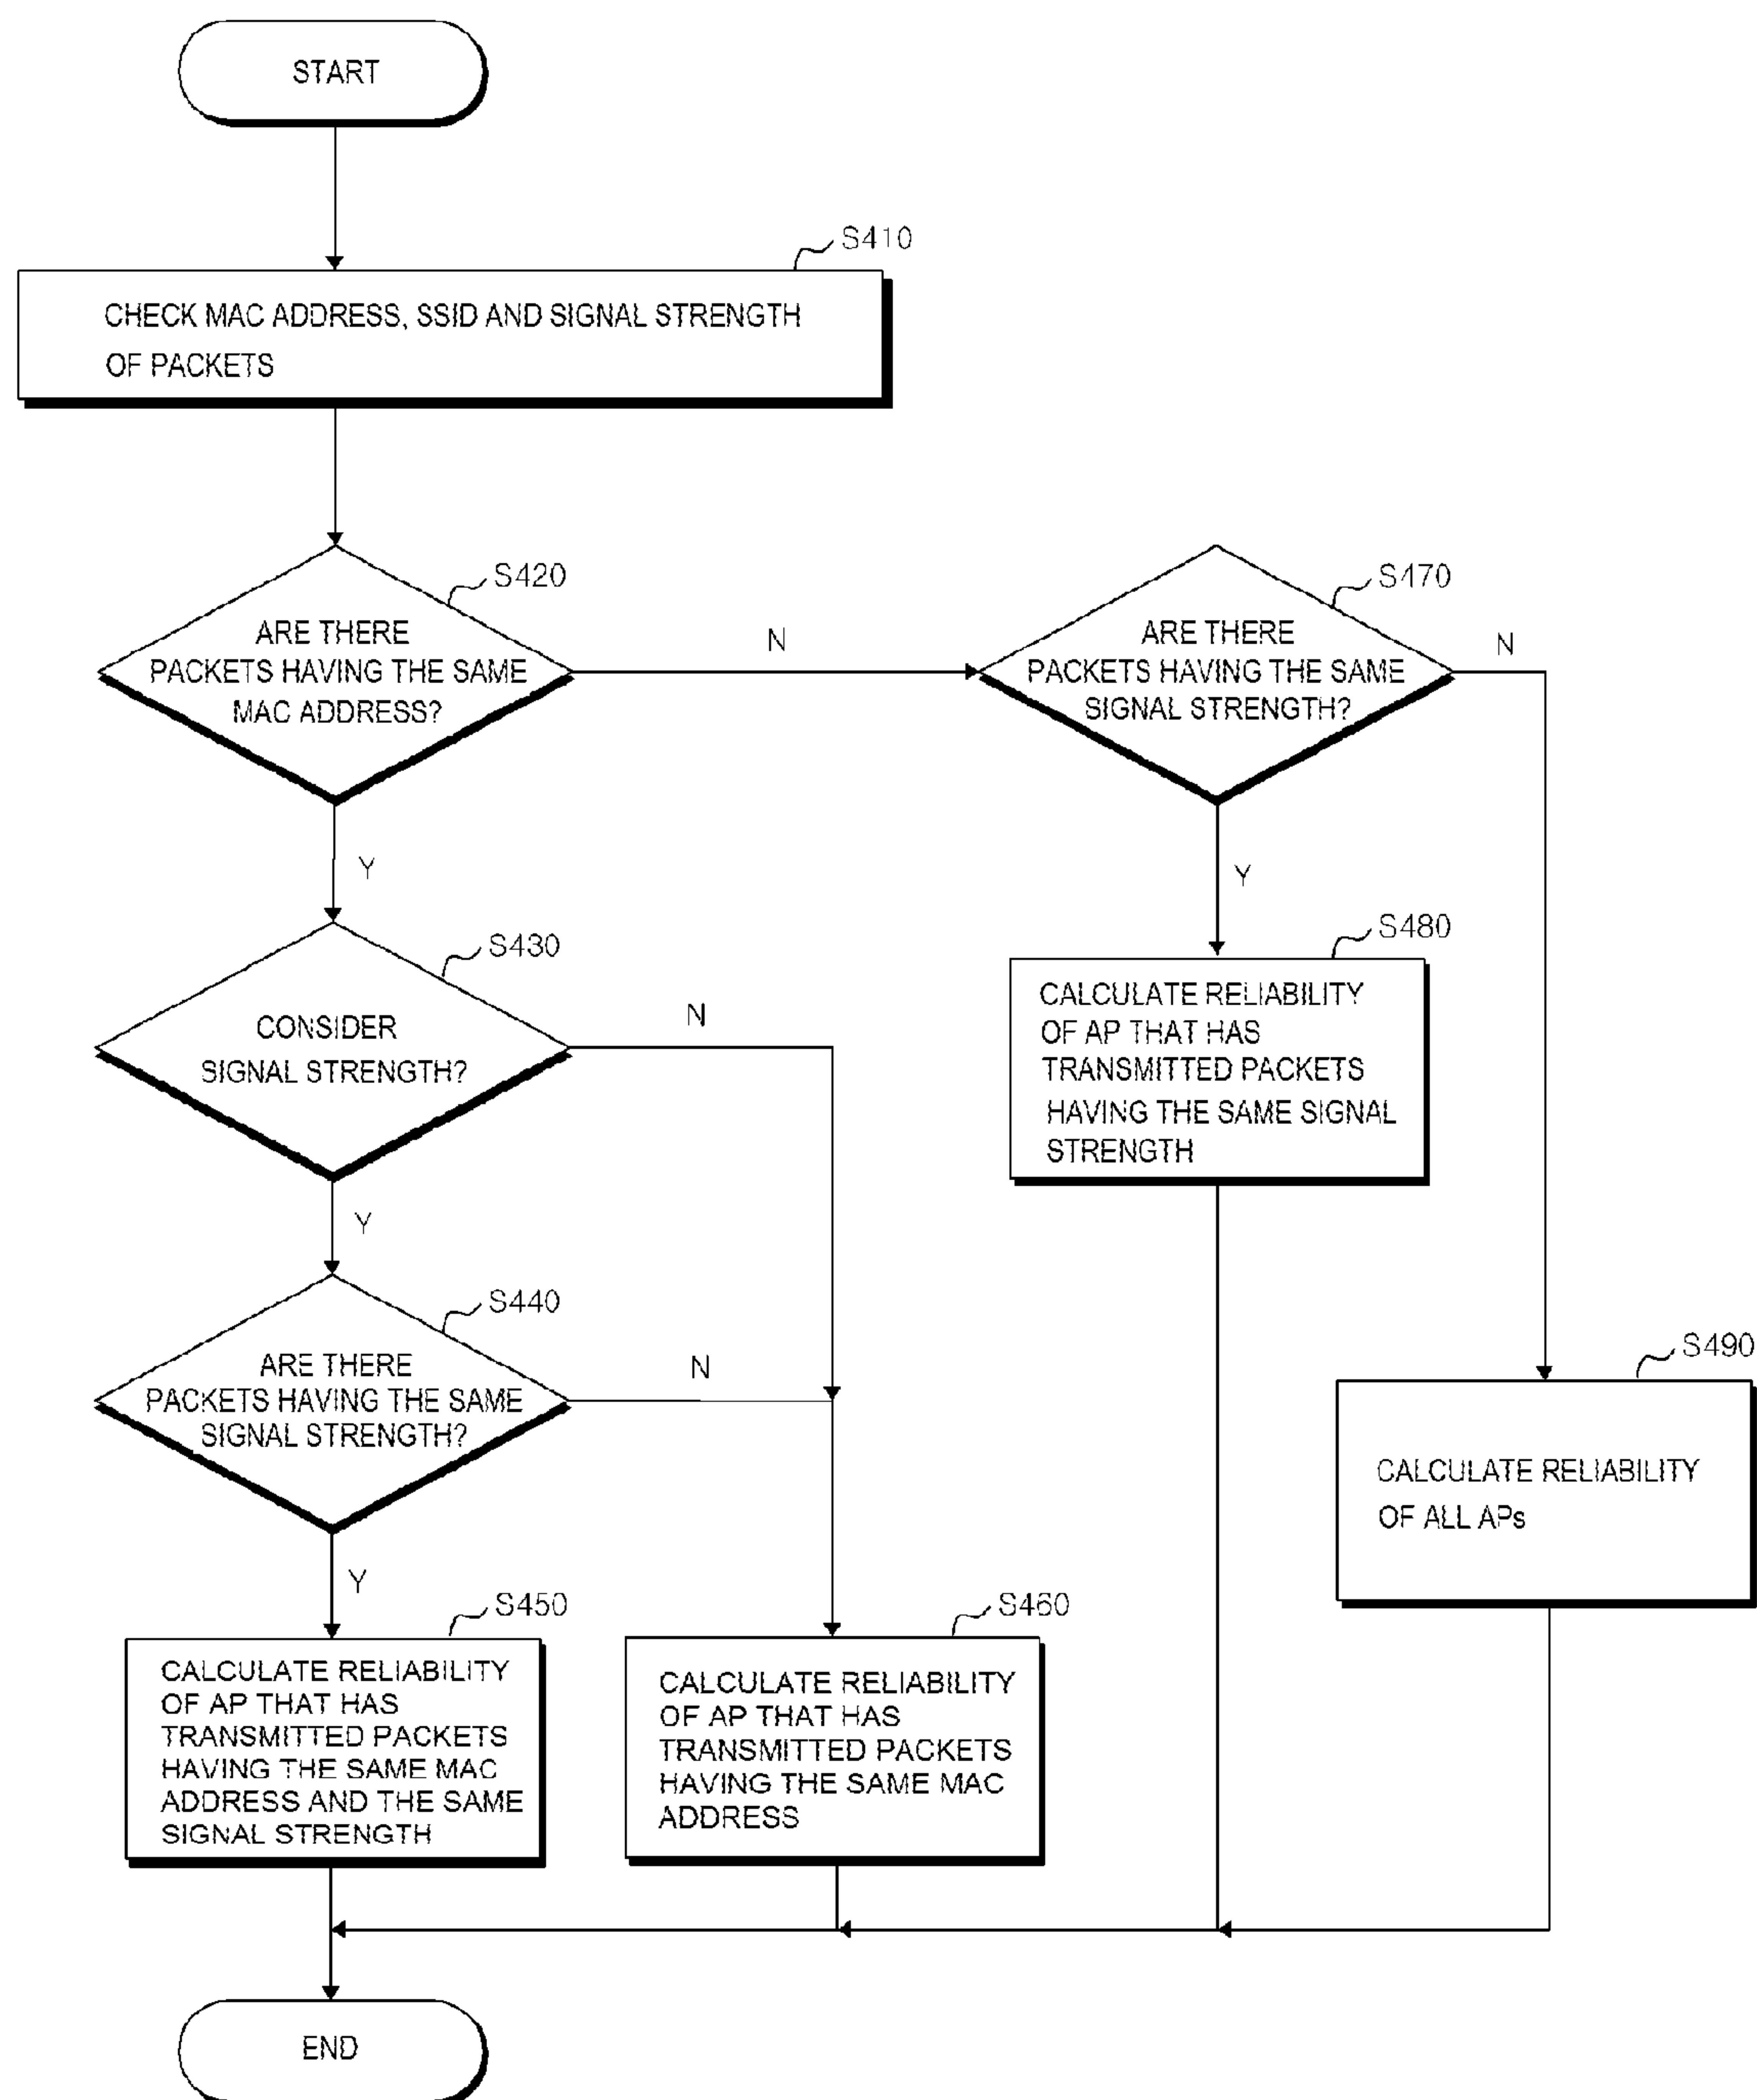 START
S410
CHECK MAC ADDRESS, SSID AND SIGNAL STRENGTH
OF PACKETS
S420
ARE THERE
PACKETS HAVING THE SAME
MAC ADDRESS?
N
S470
ARE THERE
PACKETS HAVING THE SAME
SIGNAL STRENGTH?
N
Y
Y
S430
CONSIDER
SIGNAL STRENGTH?
N
S480
CALCULATE RELIABILITY
OF AP THAT HAS
TRANSMITTED PACKETS
HAVING THE SAME SIGNAL
STRENGTH
Y
S440
ARE THERE
PACKETS HAVING THE SAME
SIGNAL STRENGTH?
N
S490
CALCULATE RELIABILITY
OF ALL APs
Y
S450
CALCULATE RELIABILITY
OF AP THAT HAS
TRANSMITTED PACKETS
HAVING THE SAME MAC
ADDRESS AND THE SAME
SIGNAL STRENGTH
S460
CALCULATE RELIABILITY
OF AP THAT HAS
TRANSMITTED PACKETS
HAVING THE SAME MAC
ADDRESS
END